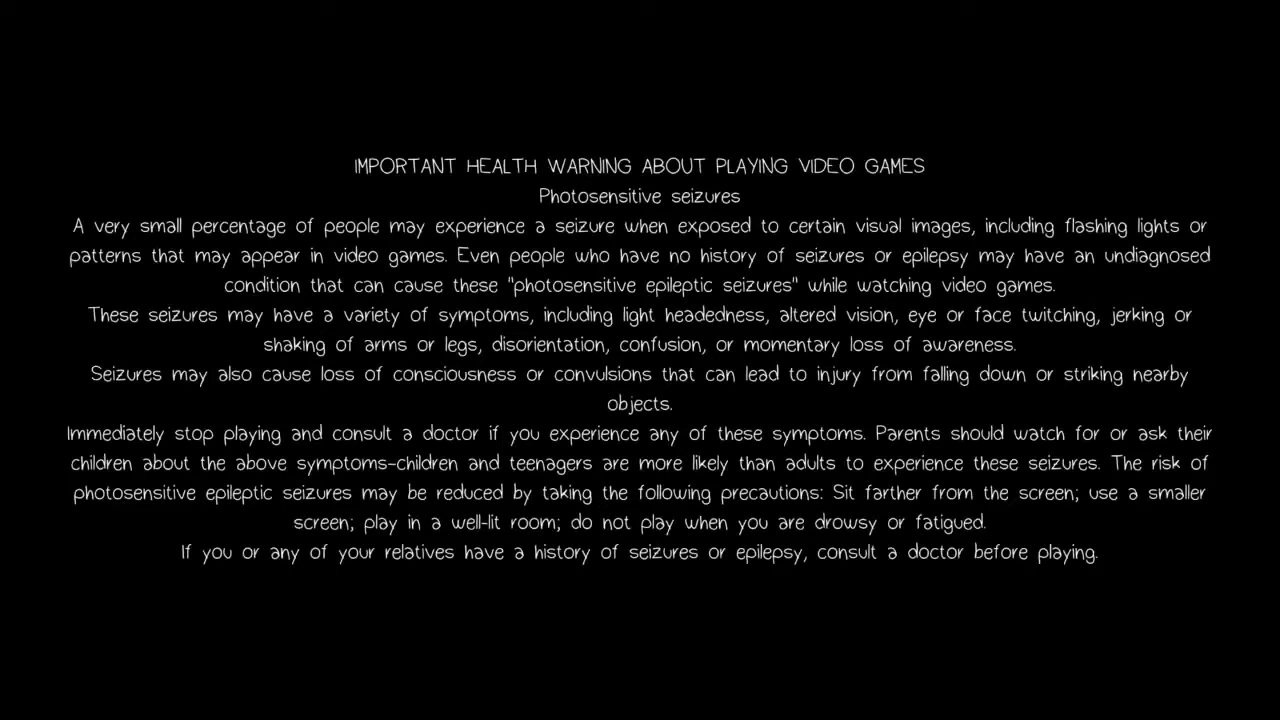 IMPORTANT HEALTH WARNING ABOUT PLAYING VIDEO GAMES
Photosensitive seizures
A very small percentage of people may experience a seizure when exposed to certain visual images, including flashing lights or
patterns that may appear in video games. Even people who have no history of seizures or epilepsy may have an undiagnosed
condition that can cause these "photosensitive epileptic seizures" while watching video games.
These seizures may have a variety of symptoms, including light headedness, altered vision, eye or face twitching, jerking or
shaking of arms or legs, disorientation, confusion, or momentary loss of awareness.
Seizures may also cause loss of consciousness or convulsions that can lead to injury from falling down or striking nearby
objects.
Immediately stop playing and consult a doctor if you experience any of these symptoms. Parents should watch for or ask their
children about the above symptoms-children and teenagers are more likely than adults to experience these seizures. The risk of
photosensitive epileptic seizures may be reduced by taking the following precautions: Sit farther from the screen; use a smaller
screen; play in a well-lit room; do not play when you are drowsy or fatigued.
If you or any of your relatives have a history of seizures or epilepsy, consult a doctor before playing.